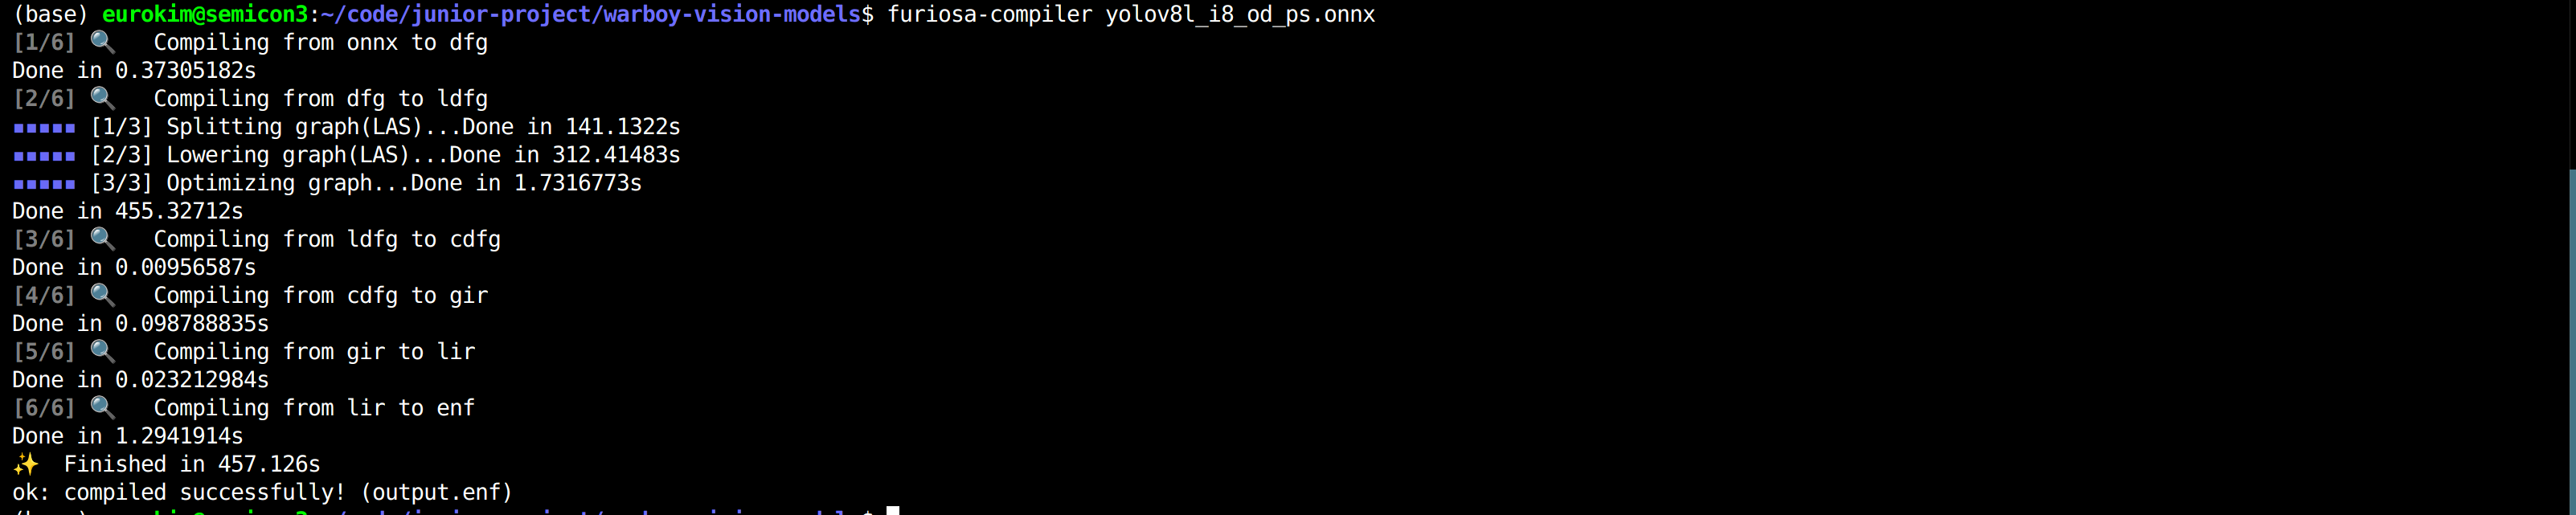 (base) eurokim@semicon3:~/code/junior-project/warboy-vision-models$ furiosa-compiler yolov8l_i8_od_ps.onnx
[1/6] 🔍 Compiling from onnx to dfg
Done in 0.37305182s
[2/6] 🔍 Compiling from dfg to ldfg
▪▪▪▪▪ [1/3] Splitting graph(LAS)...Done in 141.1322s
▪▪▪▪▪ [2/3] Lowering graph(LAS)...Done in 312.41483s
▪▪▪▪▪ [3/3] Optimizing graph...Done in 1.7316773s
Done in 455.32712s
[3/6] 🔍 Compiling from ldfg to cdfg
Done in 0.00956587s
[4/6] 🔍 Compiling from cdfg to gir
Done in 0.098788835s
[5/6] 🔍 Compiling from gir to lir
Done in 0.023212984s
[6/6] 🔍 Compiling from lir to enf
Done in 1.2941914s
✨ Finished in 457.126s
ok: compiled successfully! (output.enf)